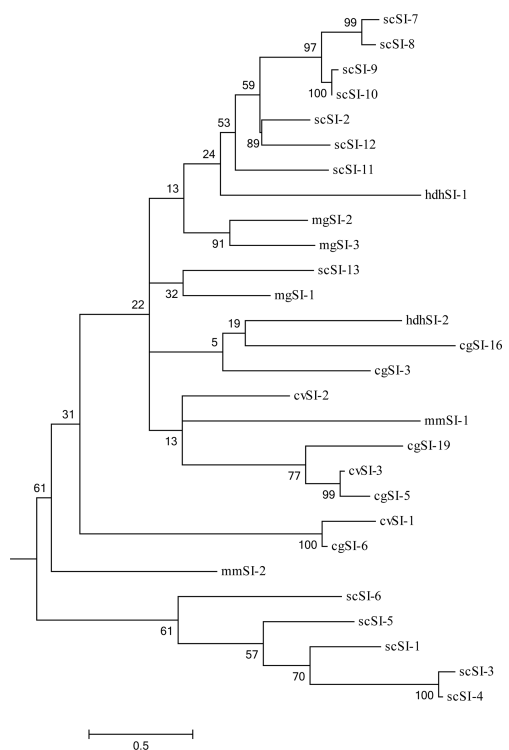 99
scSI-7
scSI-8
97
scSI-9
100
scSI-10
59
scSI-2
89
scSI-12
53
scSI-11
24
hdhSI-1
13
mgSI-2
91
mgSI-3
scSI-13
32
mgSI-1
22
hdhSI-2
19
cgSI-16
5
cgSI-3
cvSI-2
13
mmSI-1
31
cgSI-19
77
cvSI-3
99
cgSI-5
cvSI-1
100
cgSI-6
61
mmSI-2
scSI-6
61
scSI-5
57
scSI-1
70
scSI-3
100
scSI-4
0.5